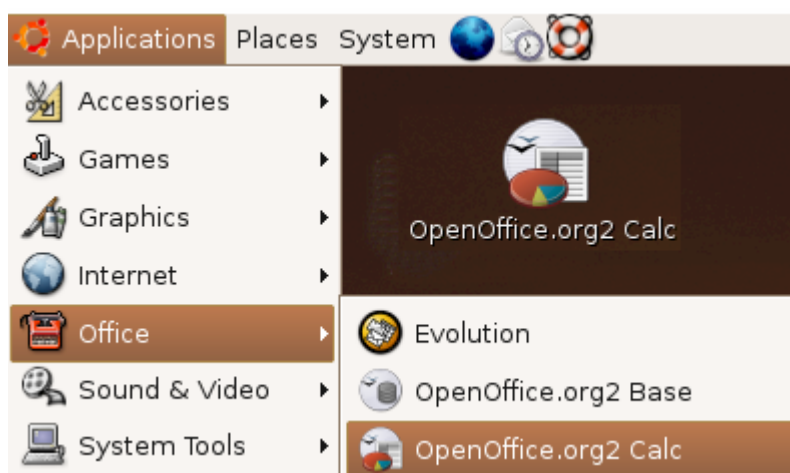 Applications Places System
Accessories
Games
Graphics
Internet
Office
Sound & Video
System Tools
OpenOffice.org2 Calc
Evolution
OpenOffice.org2 Base
OpenOffice.org2 Calc